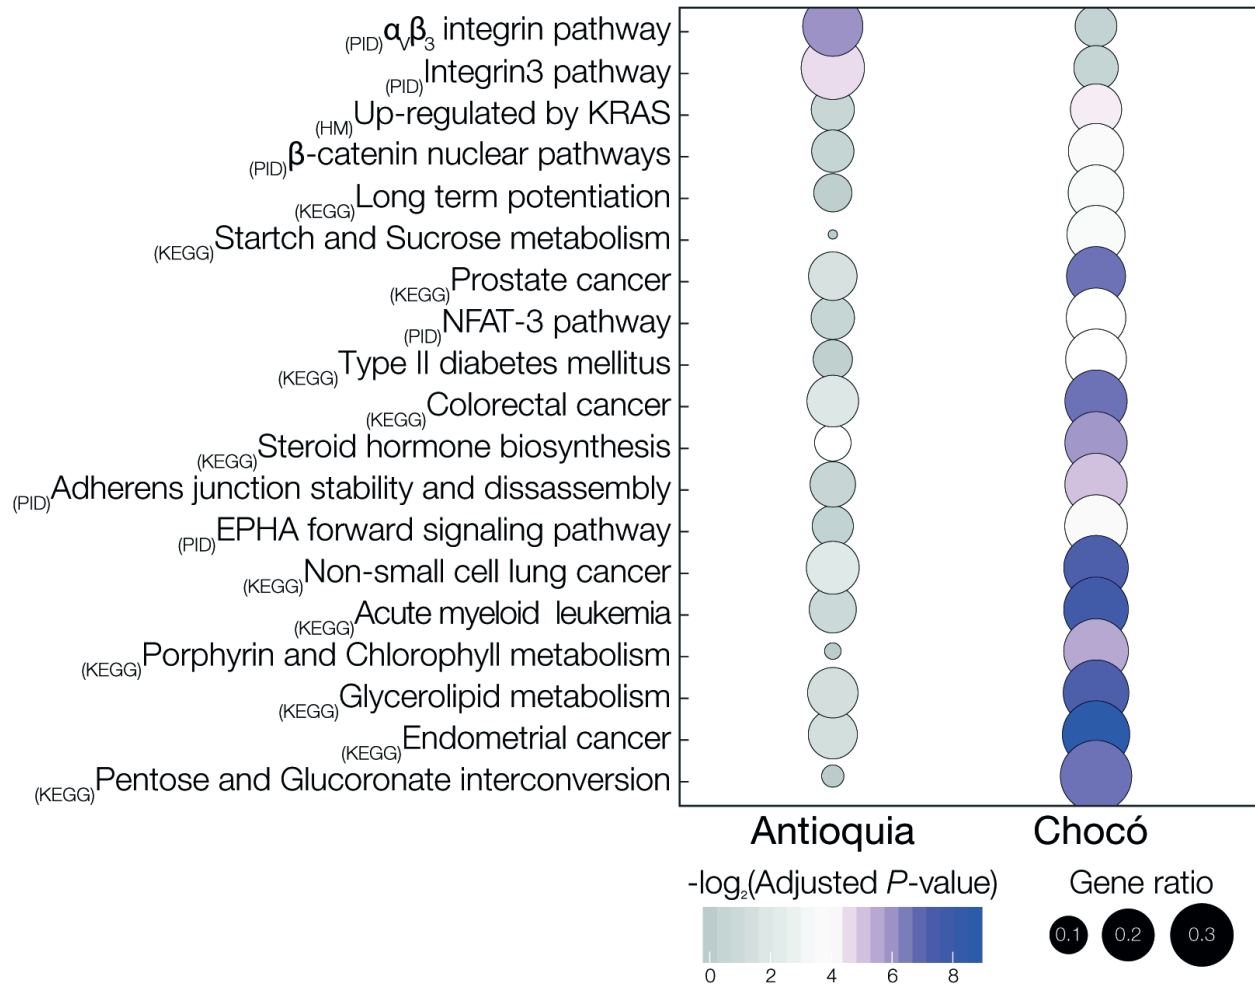 (PID)αVβ3 integrin pathway
(PID)Integrin3 pathway
(HM)Up-regulated by KRAS
(PID)β-catenin nuclear pathways
(KEGG)Long term potentiation
(KEGG)Startch and Sucrose metabolism
(KEGG)Prostate cancer
(PID)NFAT-3 pathway
(KEGG)Type II diabetes mellitus
(KEGG)Colorectal cancer
(KEGG)Steroid hormone biosynthesis
(PID)Adherens junction stability and dissassembly
(PID)EPHA forward signaling pathway
(KEGG)Non-small cell lung cancer
(KEGG)Acute myeloid leukemia
(KEGG)Porphyrin and Chlorophyll metabolism
(KEGG)Glycerolipid metabolism
(KEGG)Endometrial cancer
(KEGG)Pentose and Glucoronate interconversion
Antioquia Chocó
-log2(Adjusted P-value) Gene ratio
0.1 0.2 0.3
0 2 4 6 8